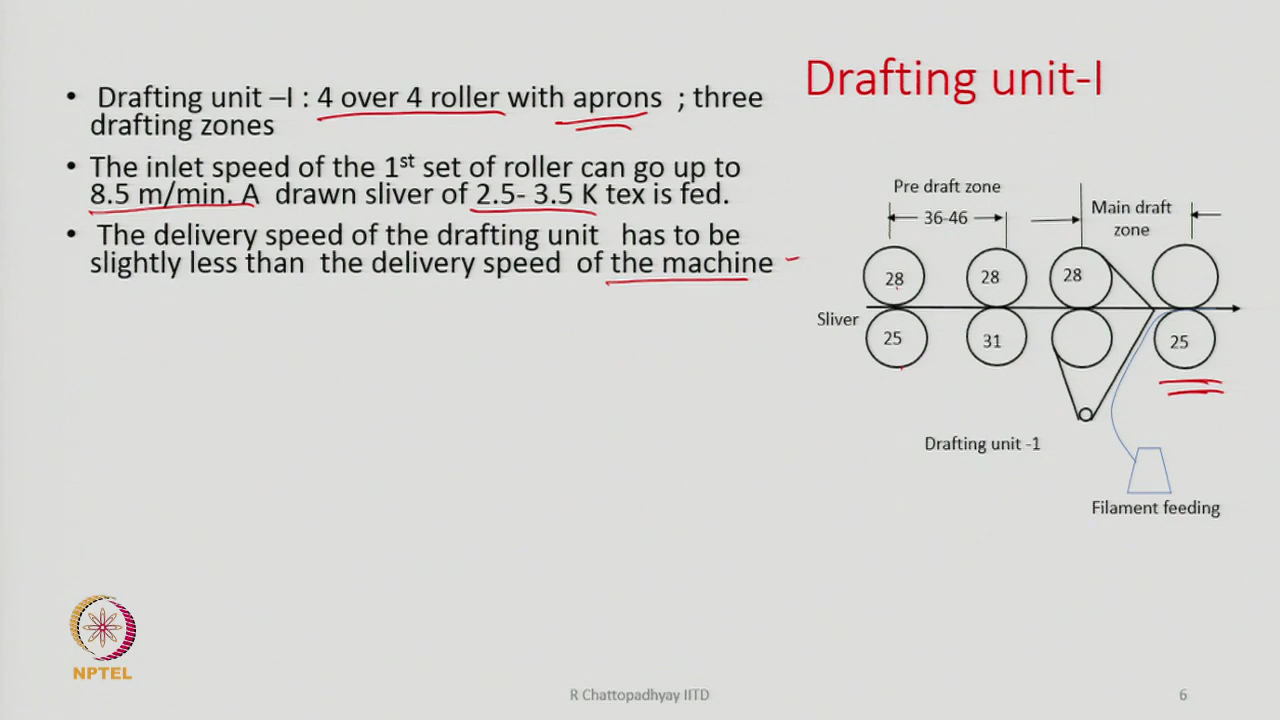 Drafting unit-I
• Drafting unit –I : 4 over 4 roller with aprons ; three
drafting zones
• The inlet speed of the 1st set of roller can go up to
8.5 m/min. A drawn sliver of 2.5- 3.5 K tex is fed.
• The delivery speed of the drafting unit has to be
slightly less than the delivery speed of the machine
Pre draft zone
36-46
Main draft
zone
28
28
28
Sliver
25
31
25
Drafting unit -1
Filament feeding
NPTEL
R Chattopadhyay IITD
6